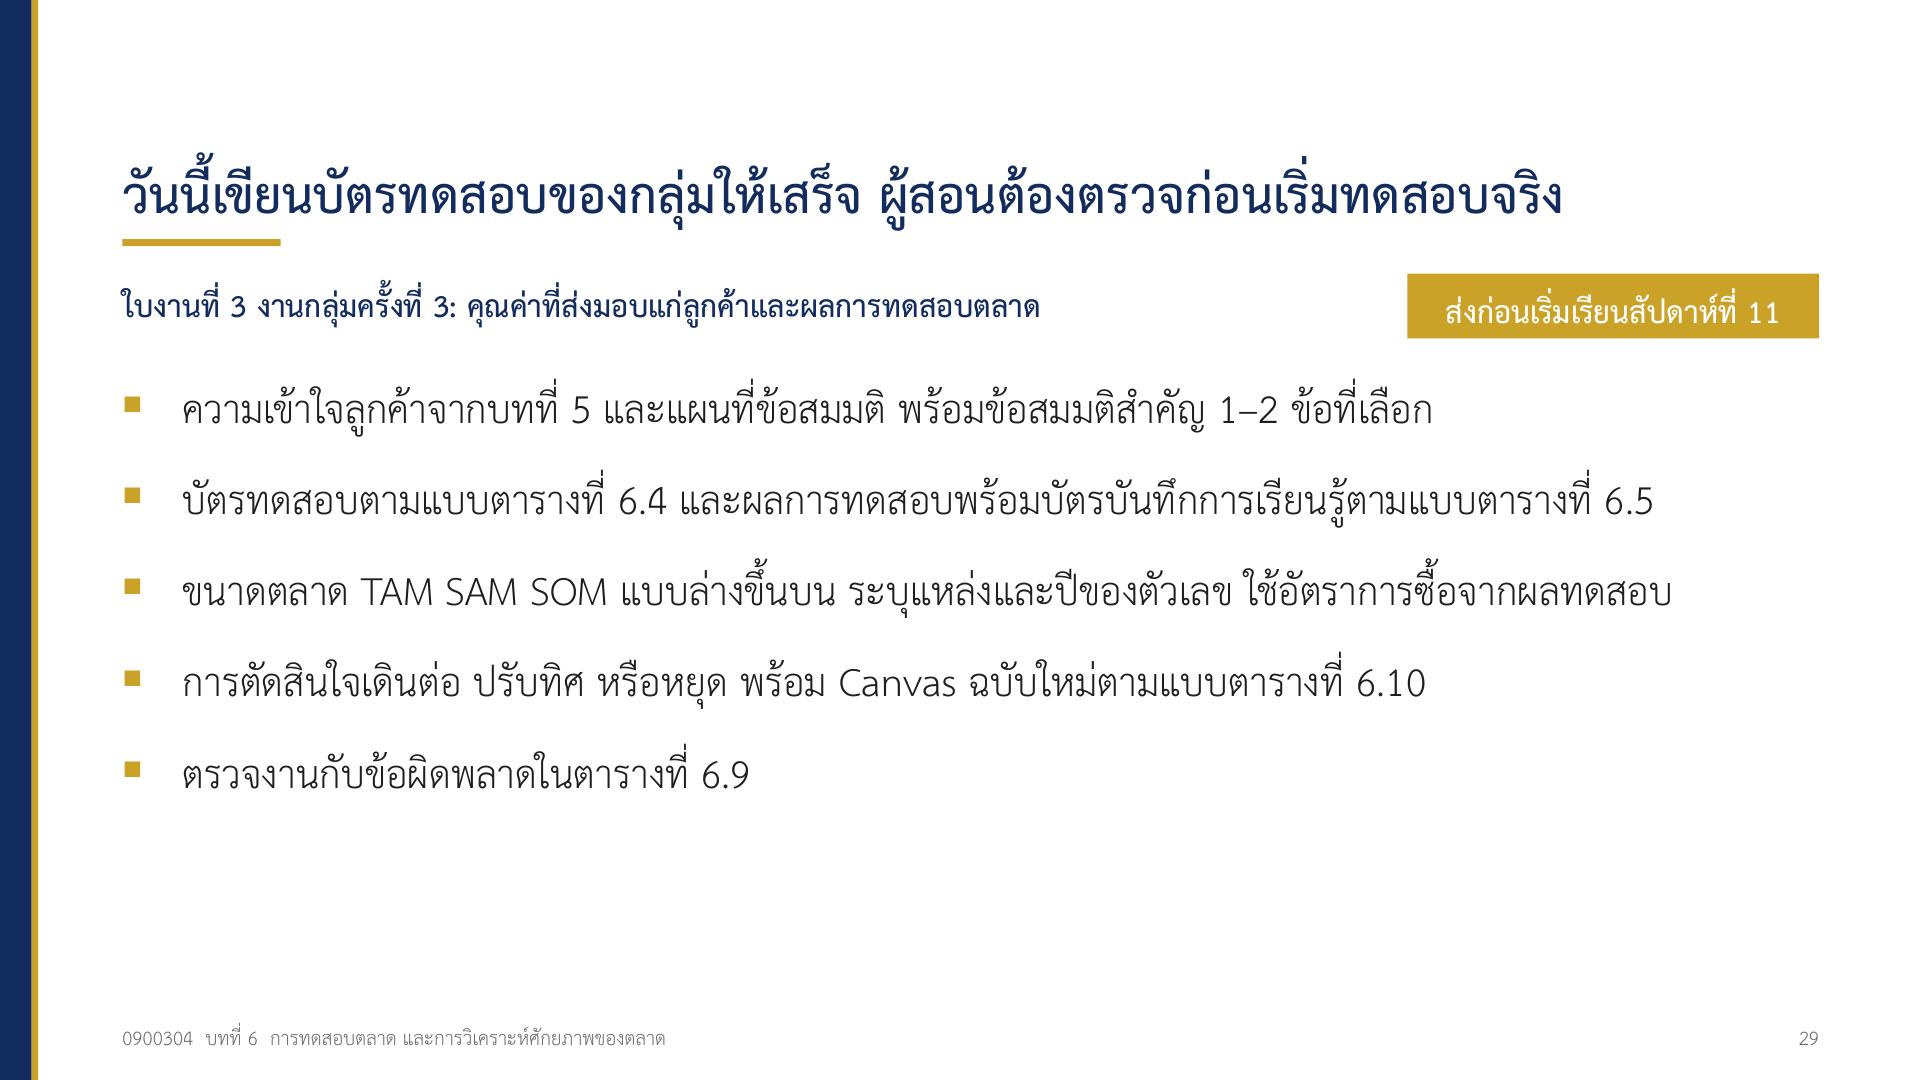 วันนี้เขียนบัตรทดสอบของกลุ่มให้เสร็จ ผู้สอนต้องตรวจก่อนเริ่มทดสอบจริง
ใบงานที่ 3 งานกลุ่มครั้งที่ 3: คุณค่าที่ส่งมอบแก่ลูกค้าและผลการทดสอบตลาด
ส่งก่อนเริ่มเรียนสัปดาห์ที่ 11
▪ ความเข้าใจลูกค้าจากบทที่ 5 และแผนที่ข้อสมมติ พร้อมข้อสมมติสำคัญ 1–2 ข้อที่เลือก
▪ บัตรทดสอบตามแบบตารางที่ 6.4 และผลการทดสอบพร้อมบัตรบันทึกการเรียนรู้ตามแบบตารางที่ 6.5
▪ ขนาดตลาด TAM SAM SOM แบบล่างขึ้นบน ระบุแหล่งและปีของตัวเลข ใช้อัตราการซื้อจากผลทดสอบ
▪ การตัดสินใจเดินต่อ ปรับทิศ หรือหยุด พร้อม Canvas ฉบับใหม่ตามแบบตารางที่ 6.10
▪ ตรวจงานกับข้อผิดพลาดในตารางที่ 6.9
0900304 บทที่ 6 การทดสอบตลาด และการวิเคราะห์ศักยภาพของตลาด
29